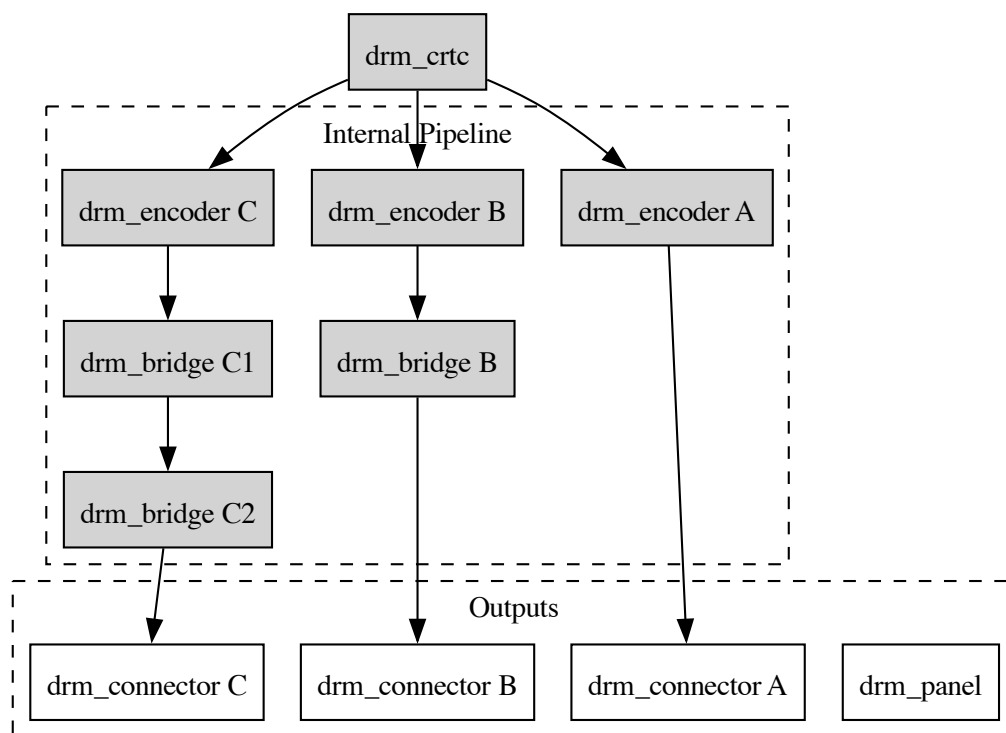 drm_crtc
Internal Pipeline
drm_encoder C
drm_encoder B
drm_encoder A
drm_bridge C1
drm_bridge B
drm_bridge C2
Outputs
drm_connector C
drm_connector B
drm_connector A
drm_panel